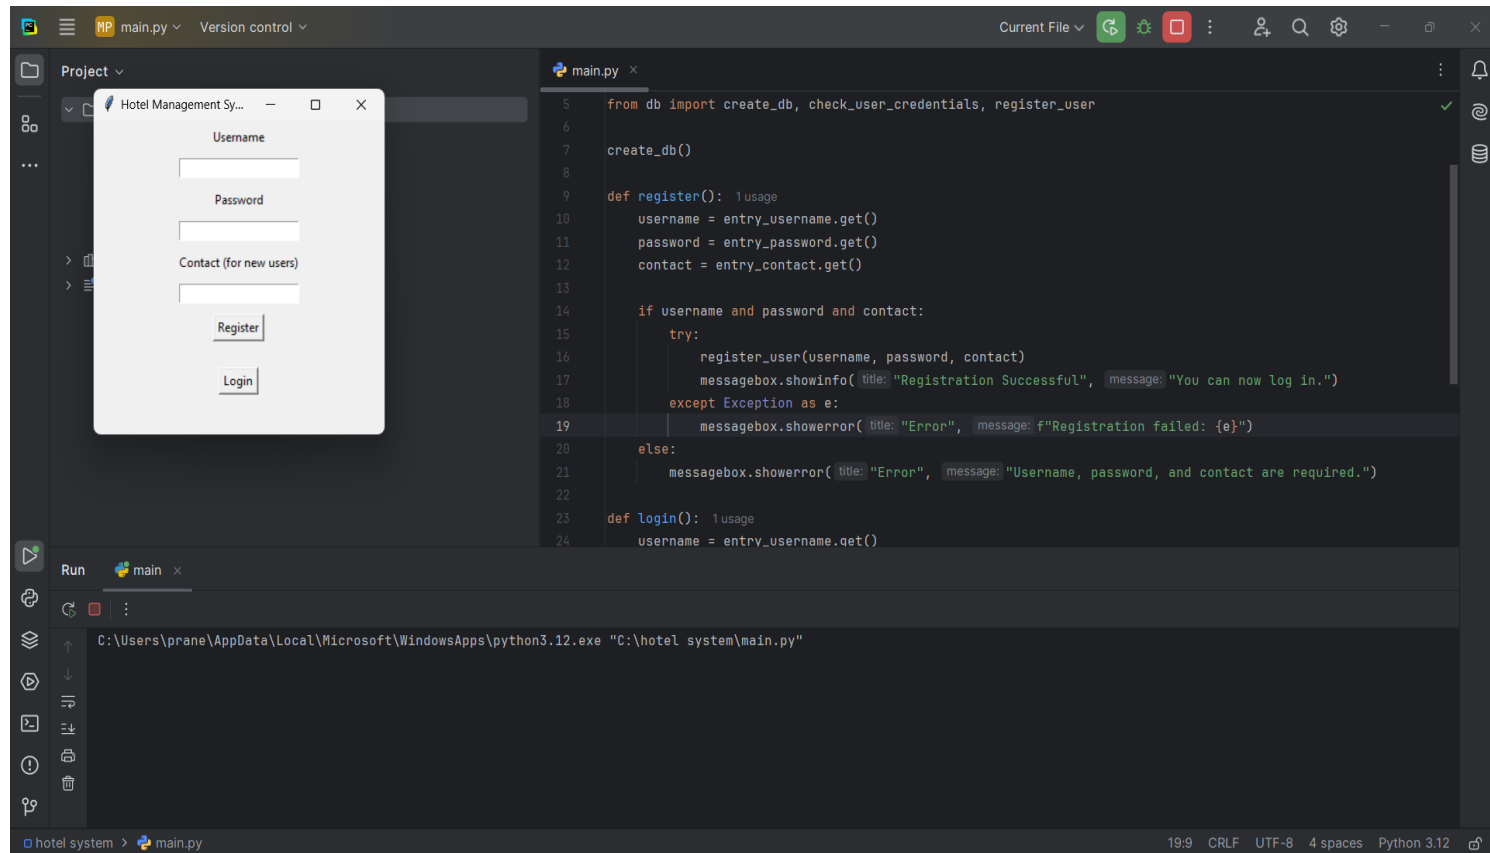 MP main.py Version control Current File
Project
main.py
Hotel Management Sy...
Username
Password
Contact (for new users)
Register
Login
5 from db import create_db, check_user_credentials, register_user
6
7 create_db()
8
9 def register(): 1 usage
10 username = entry_username.get()
11 password = entry_password.get()
12 contact = entry_contact.get()
13
14 if username and password and contact:
15 try:
16 register_user(username, password, contact)
17 messagebox.showinfo( title: "Registration Successful", message: "You can now log in.")
18 except Exception as e:
19 messagebox.showerror( title: "Error", message: f"Registration failed: {e}")
20 else:
21 messagebox.showerror( title: "Error", message: "Username, password, and contact are required.")
22
23 def login(): 1 usage
24 username = entry_username.get()
Run main
C:\Users\prane\AppData\Local\Microsoft\WindowsApps\python3.12.exe "C:\hotel system\main.py"
hotel system > main.py 19:9 CRLF UTF-8 4 spaces Python 3.12